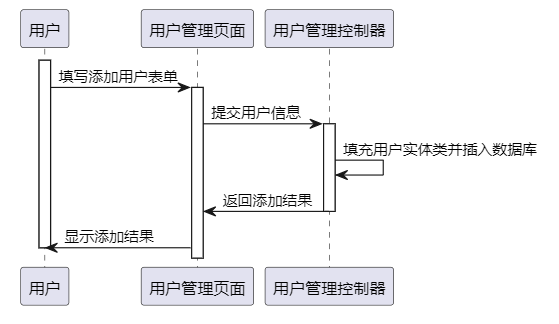 用户
用户管理页面
用户管理控制器
填写添加用户表单
提交用户信息
填充用户实体类并插入数据库
返回添加结果
显示添加结果
用户
用户管理页面
用户管理控制器